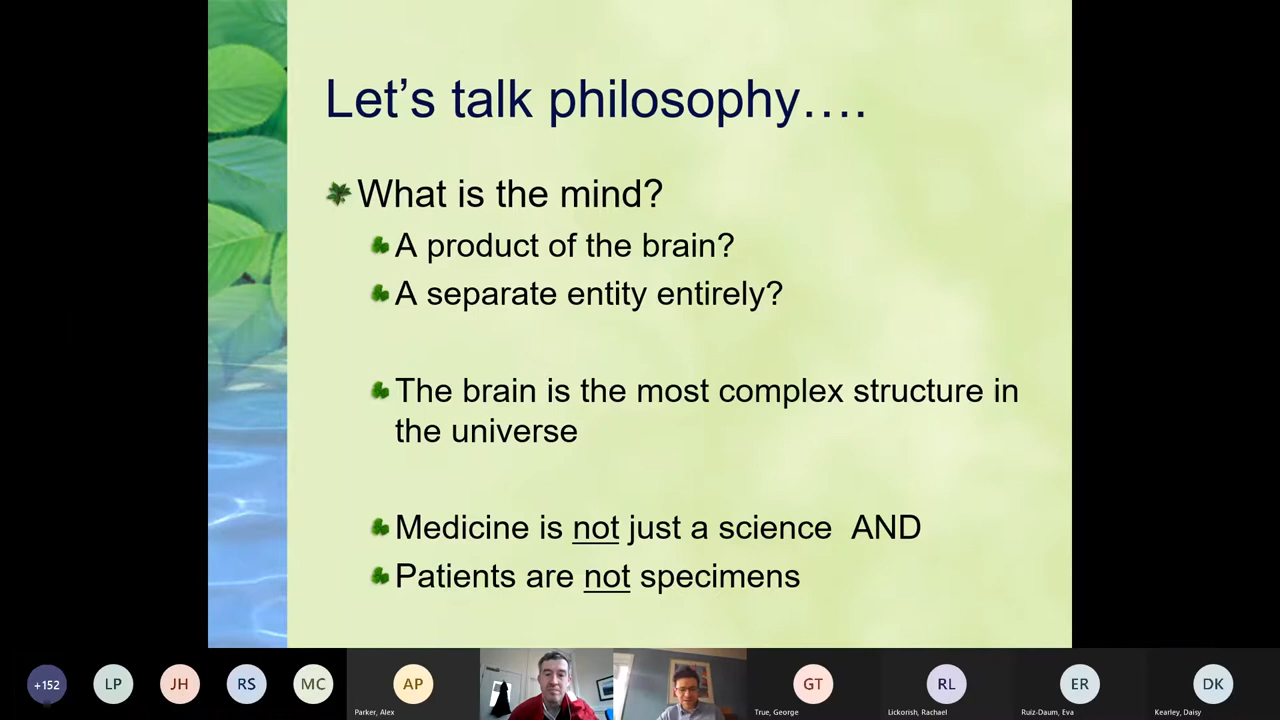 Let's talk philosophy….
What is the mind?
A product of the brain?
A separate entity entirely?
The brain is the most complex structure in
the universe
Medicine is not just a science AND
Patients are not specimens
+152
LP
JH
RS
MC
AP
GT
RL
ER
DK
Parker, Alex
True, George
Lickorish, Rachael
Ruiz-Daum, Eva
Kearley, Daisy